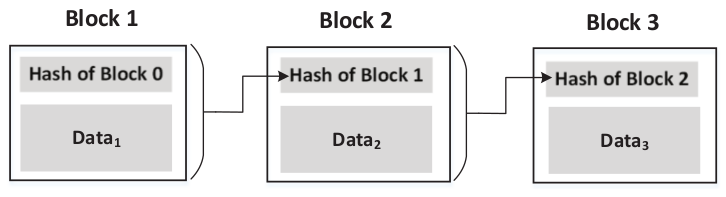 Block 1
Block 2
Block 3
Hash of Block 0
Hash of Block 1
Hash of Block 2
Data₁
Data₂
Data₃